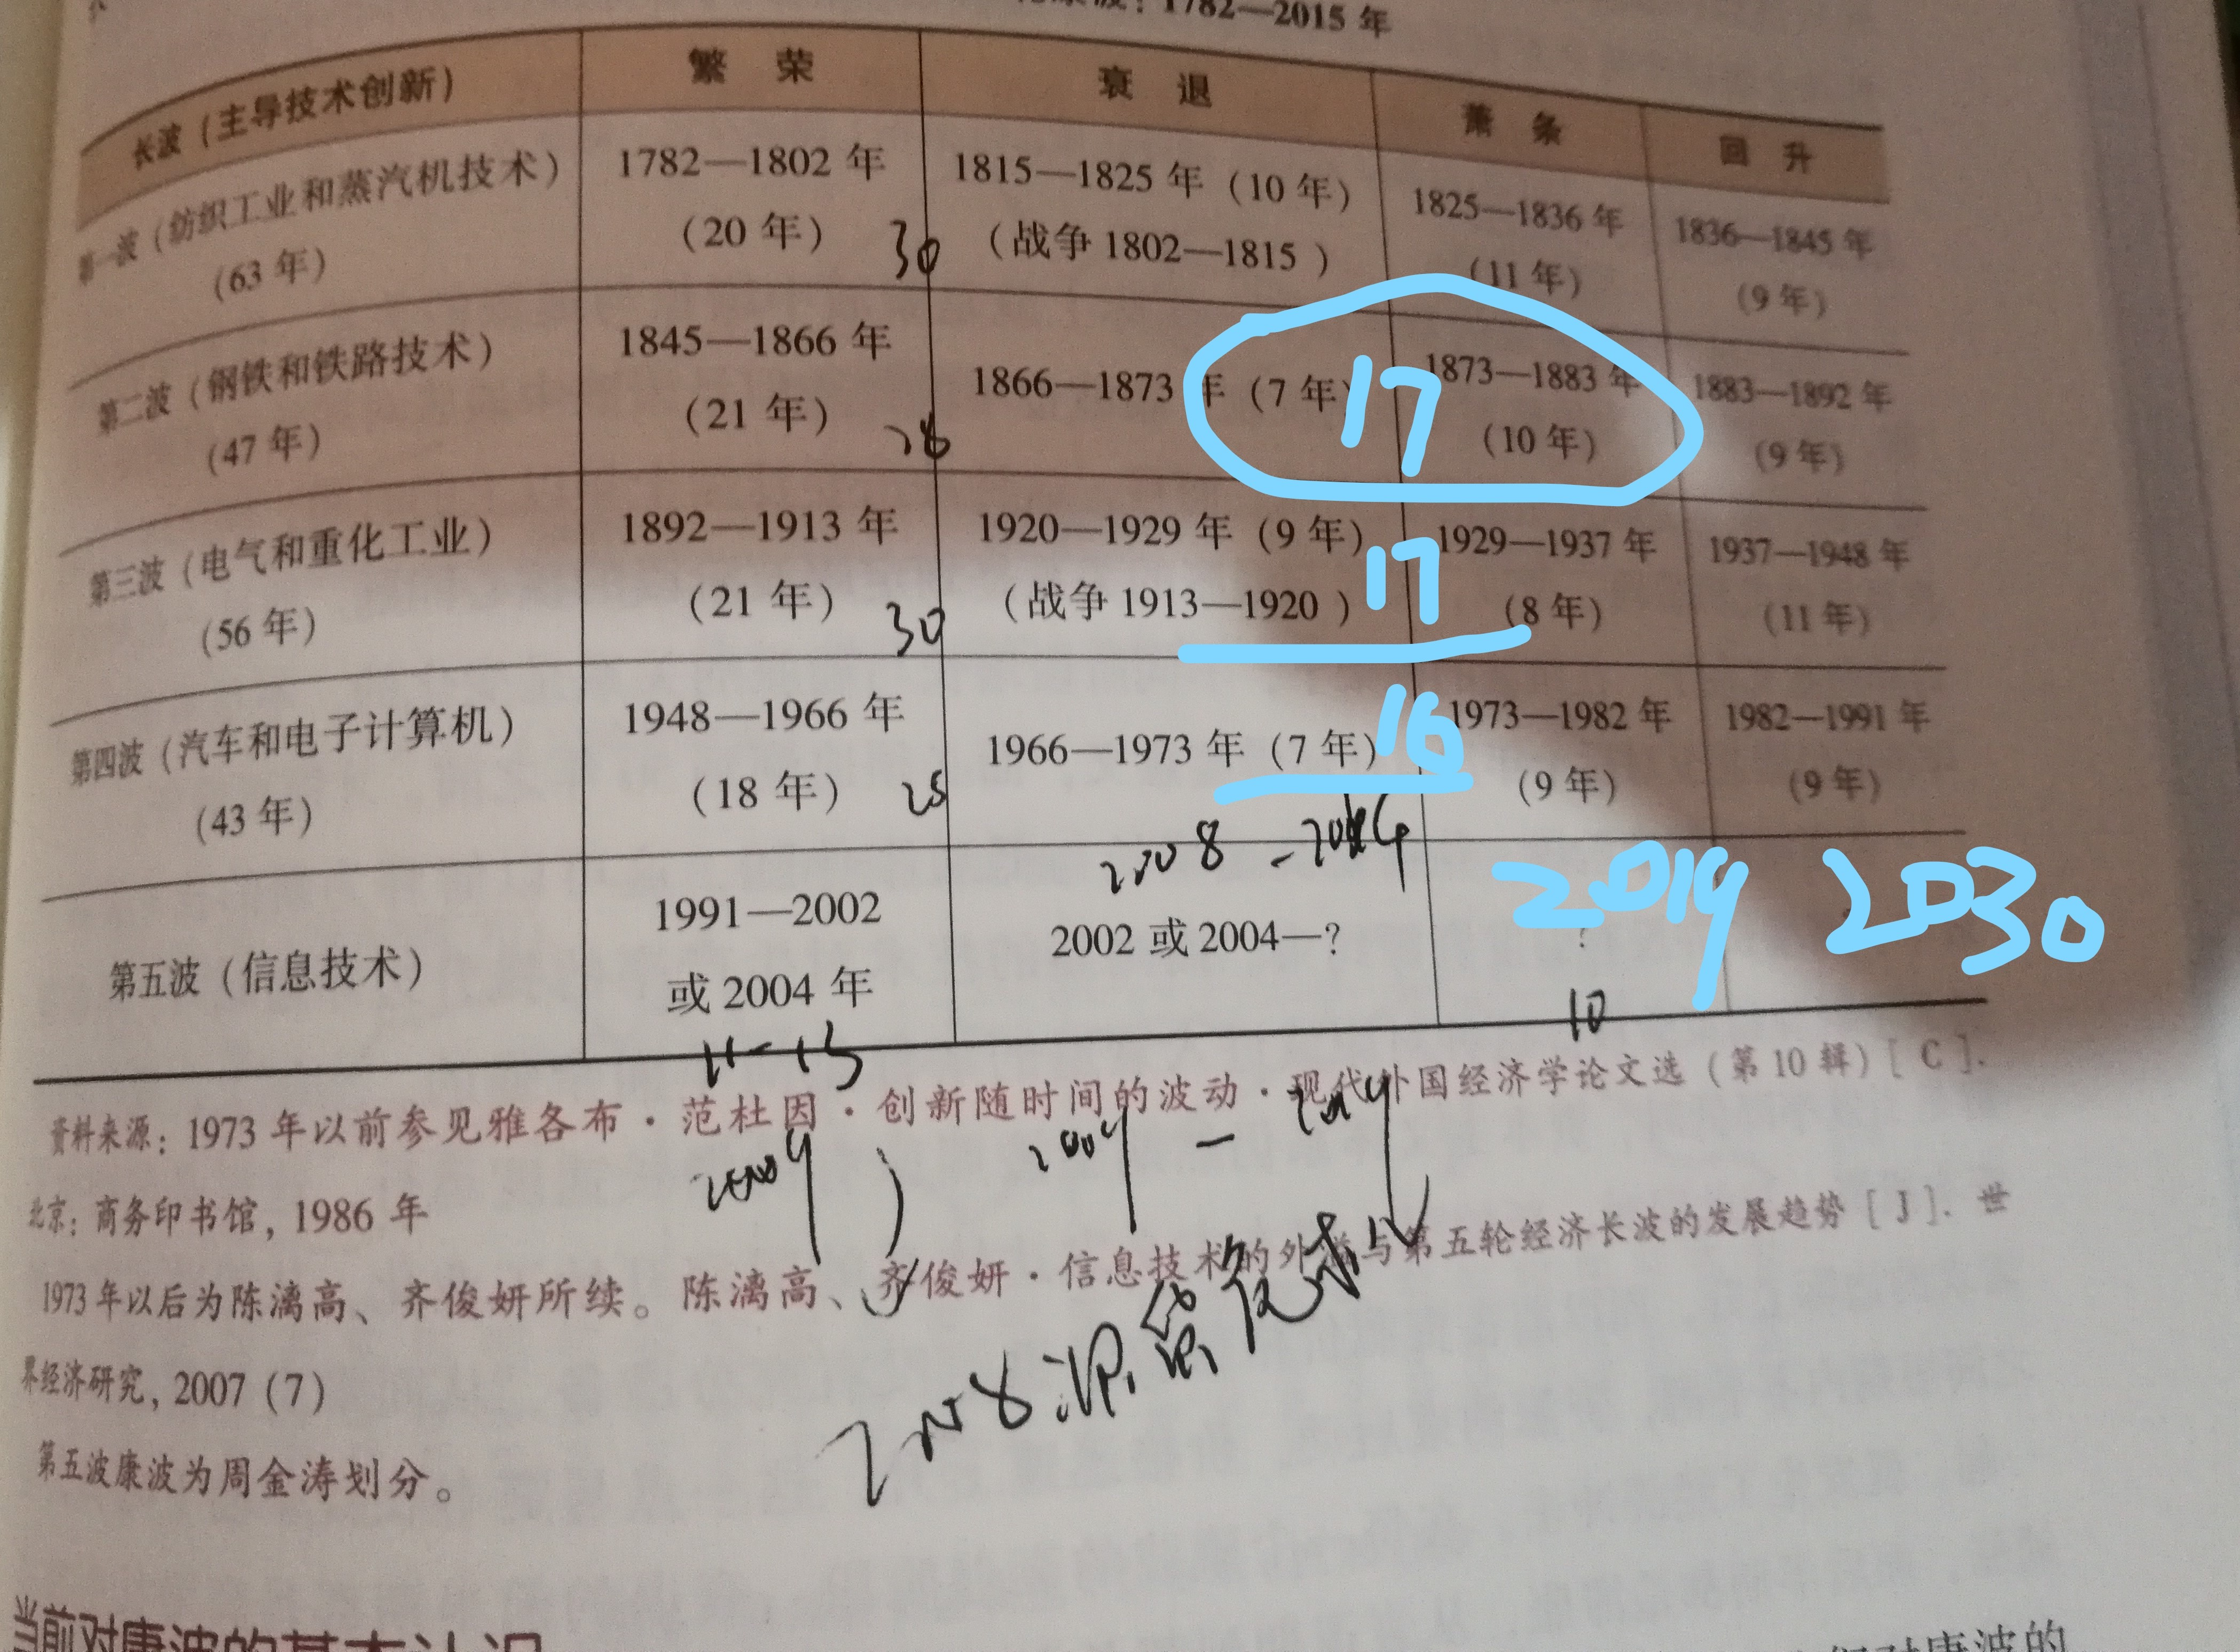 康波：1782—2015 年
长波（主导技术创新） 繁 荣 衰 退 萧 条 回 升
第一波（纺织工业和蒸汽机技术） 1782—1802 年 1815—1825 年（10 年） 1825—1836 年 1836—1845 年
（63 年） （20 年） 30 （战争 1802—1815 ） （11 年） （9 年）
第二波（钢铁和铁路技术） 1845—1866 年 1866—1873 年（7 年） 17 1873—1883 年 1883—1892 年
（47 年） （21 年） 28 （10 年） （9 年）
第三波（电气和重化工业） 1892—1913 年 1920—1929 年（9 年） 17 1929—1937 年 1937—1948 年
（56 年） （21 年） 30 （战争 1913—1920 ） （8 年） （11 年）
第四波（汽车和电子计算机） 1948—1966 年 1966—1973 年（7 年） 16 1973—1982 年 1982—1991 年
（43 年） （18 年） 25 （9 年） （9 年）
2008 -
第五波（信息技术） 1991—2002 2002 或 2004—? 2019 ? 2030
或 2004 年
11-13 10
资料来源：1973 年以前参见雅各布·范杜因·创新随时间的波动·现代外国经济学论文选（第 10 辑）[ C ].
2009 2009 - 2019
北京：商务印书馆，1986 年
1973 年以后为陈漓高、齐俊妍所续。陈漓高、齐俊妍·信息技术的外溢与第五轮经济长波的发展趋势 [ J ]. 世
界经济研究，2007（7）
2008
第五波康波为周金涛划分。
当前对康波的基本认识
对康波的